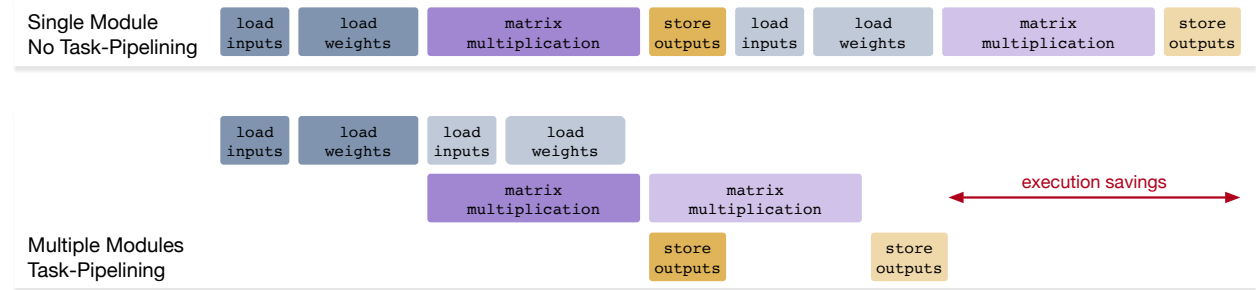 Single Module
No Task-Pipelining
load
inputs
load
weights
matrix
multiplication
store
outputs
load
inputs
load
weights
matrix
multiplication
store
outputs
load
inputs
load
weights
load
inputs
load
weights
matrix
multiplication
matrix
multiplication
execution savings
Multiple Modules
Task-Pipelining
store
outputs
store
outputs